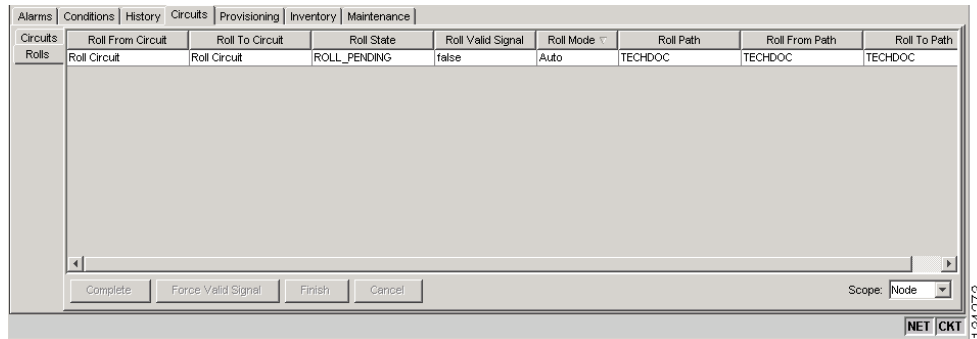 Alarms Conditions History Circuits Provisioning Inventory Maintenance
Circuits
Rolls
Roll From Circuit Roll To Circuit Roll State Roll Valid Signal Roll Mode Roll Path Roll From Path Roll To Path
Roll Circuit Roll Circuit ROLL_PENDING false Auto TECHDOC TECHDOC TECHDOC
Complete Force Valid Signal Finish Cancel Scope: Node
NET CKT